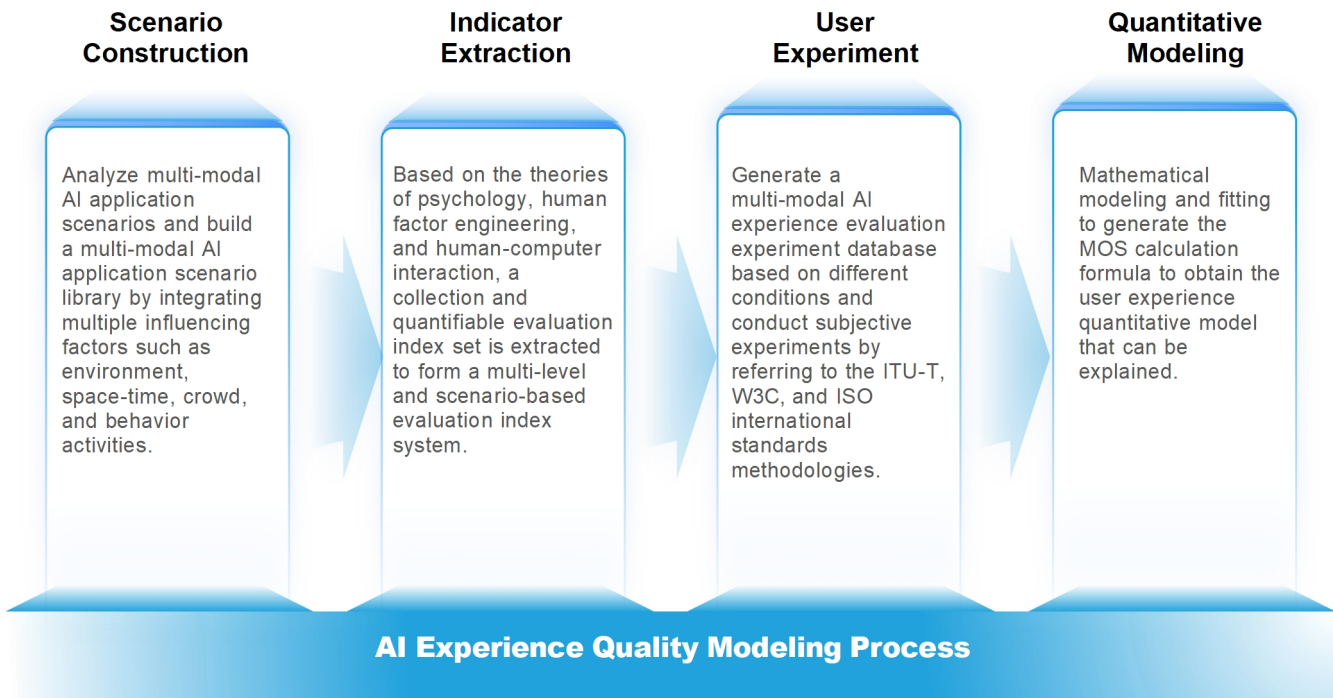 Scenario
Construction
Analyze multi-modal
AI application
scenarios and build
a multi-modal AI
application scenario
library by integrating
multiple influencing
factors such as
environment,
space-time, crowd,
and behavior
activities.
Indicator
Extraction
Based on the theories
of psychology, human
factor engineering,
and human-computer
interaction, a
collection and
quantifiable evaluation
index set is extracted
to form a multi-level
and scenario-based
evaluation index
system.
User
Experiment
Generate a
multi-modal AI
experience evaluation
experiment database
based on different
conditions and
conduct subjective
experiments by
referring to the ITU-T,
W3C, and ISO
international
standards
methodologies.
Quantitative
Modeling
Mathematical
modeling and fitting
to generate the
MOS calculation
formula to obtain the
user experience
quantitative model
that can be
explained.
AI Experience Quality Modeling Process